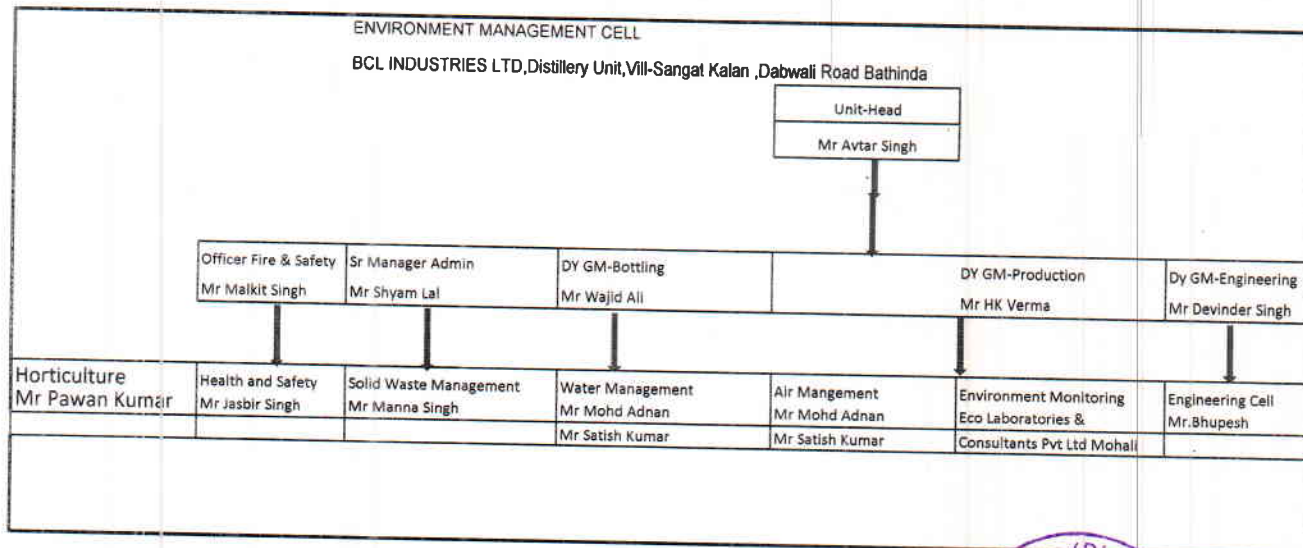 ENVIRONMENT MANAGEMENT CELL
BCL INDUSTRIES LTD,Distillery Unit,Vill-Sangat Kalan ,Dabwali Road Bathinda
Unit-Head
Mr Avtar Singh
Officer Fire & Safety
Mr Malkit Singh
Sr Manager Admin
Mr Shyam Lal
DY GM-Bottling
Mr Wajid Ali
DY GM-Production
Mr HK Verma
Dy GM-Engineering
Mr Devinder Singh
Horticulture
Mr Pawan Kumar
Health and Safety
Mr Jasbir Singh
Solid Waste Management
Mr Manna Singh
Water Management
Mr Mohd Adnan
Mr Satish Kumar
Air Mangement
Mr Mohd Adnan
Mr Satish Kumar
Environment Monitoring
Eco Laboratories &
Consultants Pvt Ltd Mohali
Engineering Cell
Mr.Bhupesh